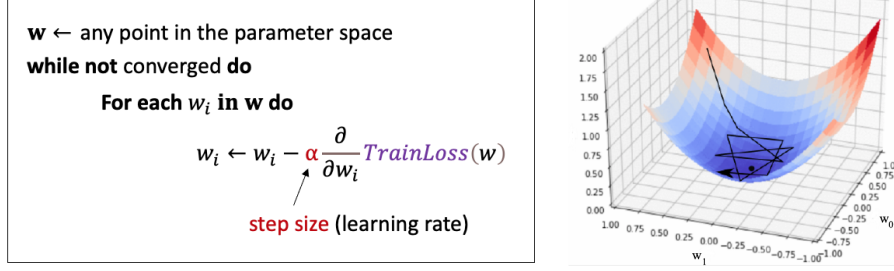 w ← any point in the parameter space
while not converged do
For each wᵢ in w do
wᵢ ← wᵢ − α ∂/∂wᵢ TrainLoss(w)
step size (learning rate)
2.00
1.75
1.50
1.25
1.00
0.75
0.50
0.25
0.00
1.00 0.75 0.50 0.25 0.00 -0.25 -0.50 -0.75 -1.00
w₁
1.0
0.75
0.50
0.25
0.00
-0.25
-0.50
-0.75
-1.00
w₀